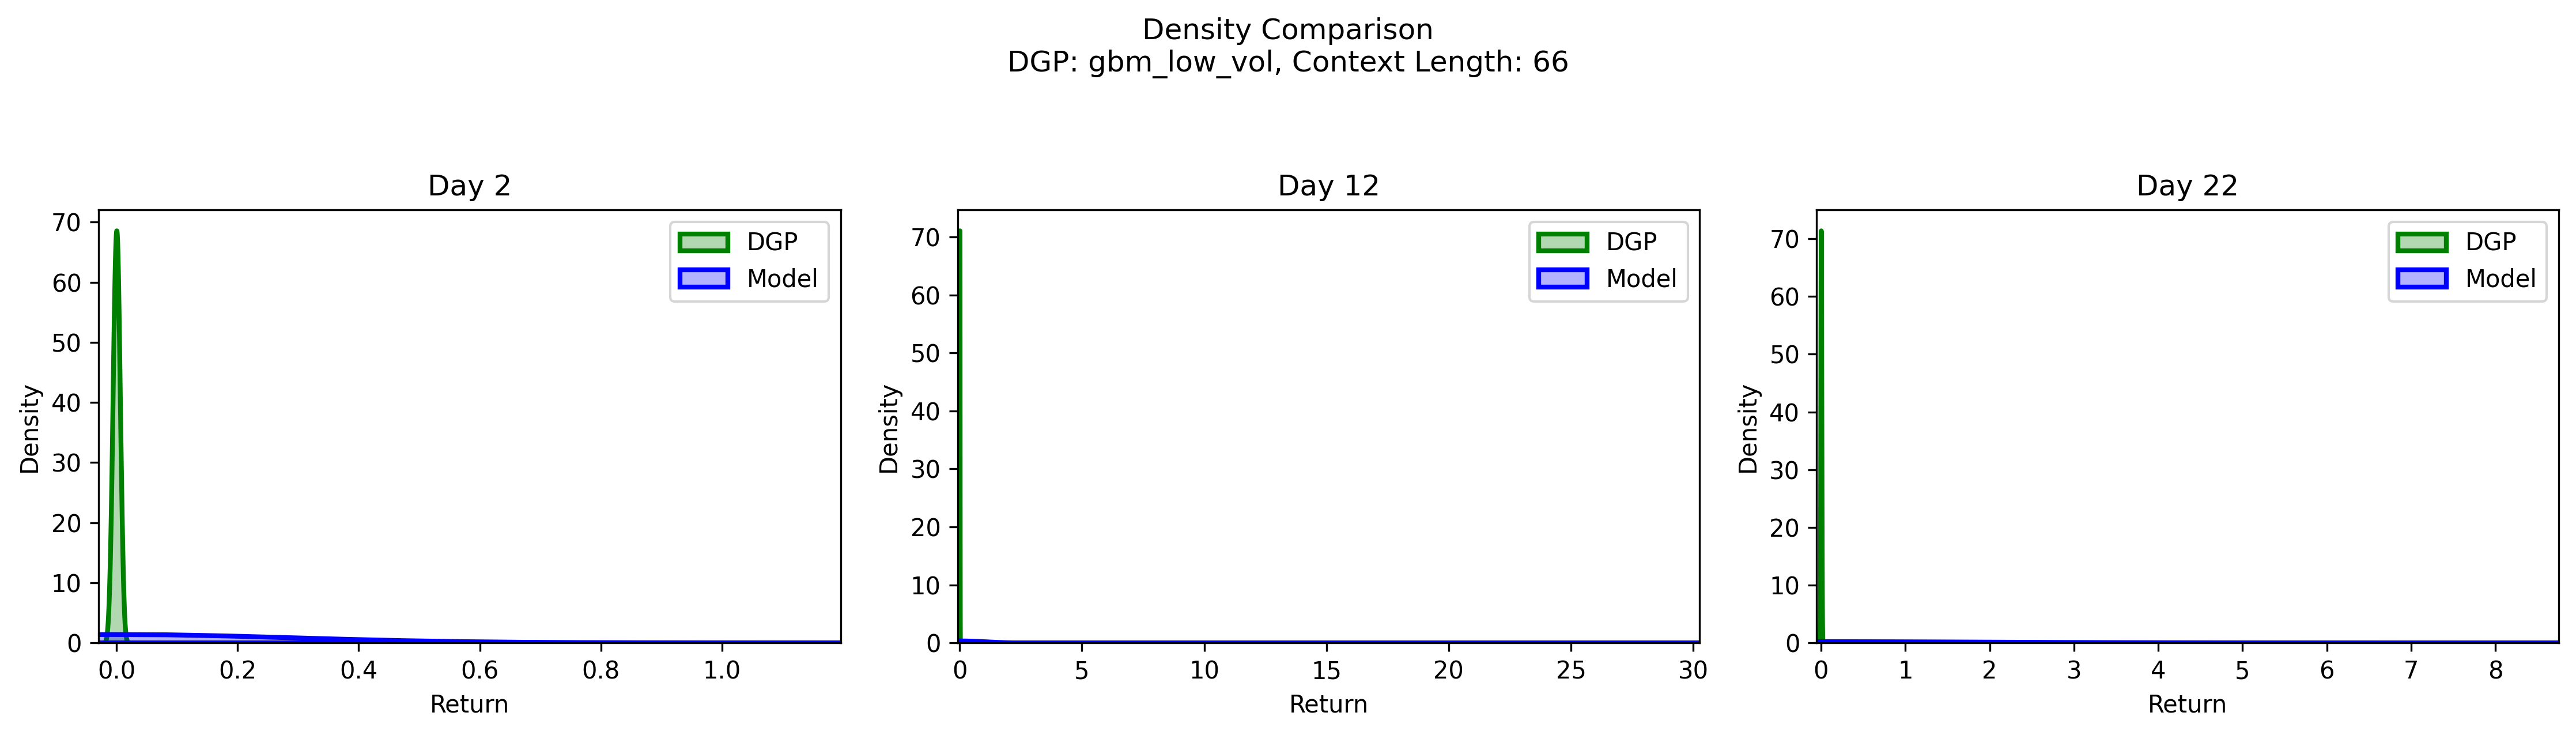 Density Comparison
DGP: gbm_low_vol, Context Length: 66
Day 2
70
60
50
40
30
20
10
0
Density
0.0 0.2 0.4 0.6 0.8 1.0
Return
DGP
Model
Day 12
70
60
50
40
30
20
10
0
Density
0 5 10 15 20 25 30
Return
DGP
Model
Day 22
70
60
50
40
30
20
10
0
Density
0 1 2 3 4 5 6 7 8
Return
DGP
Model